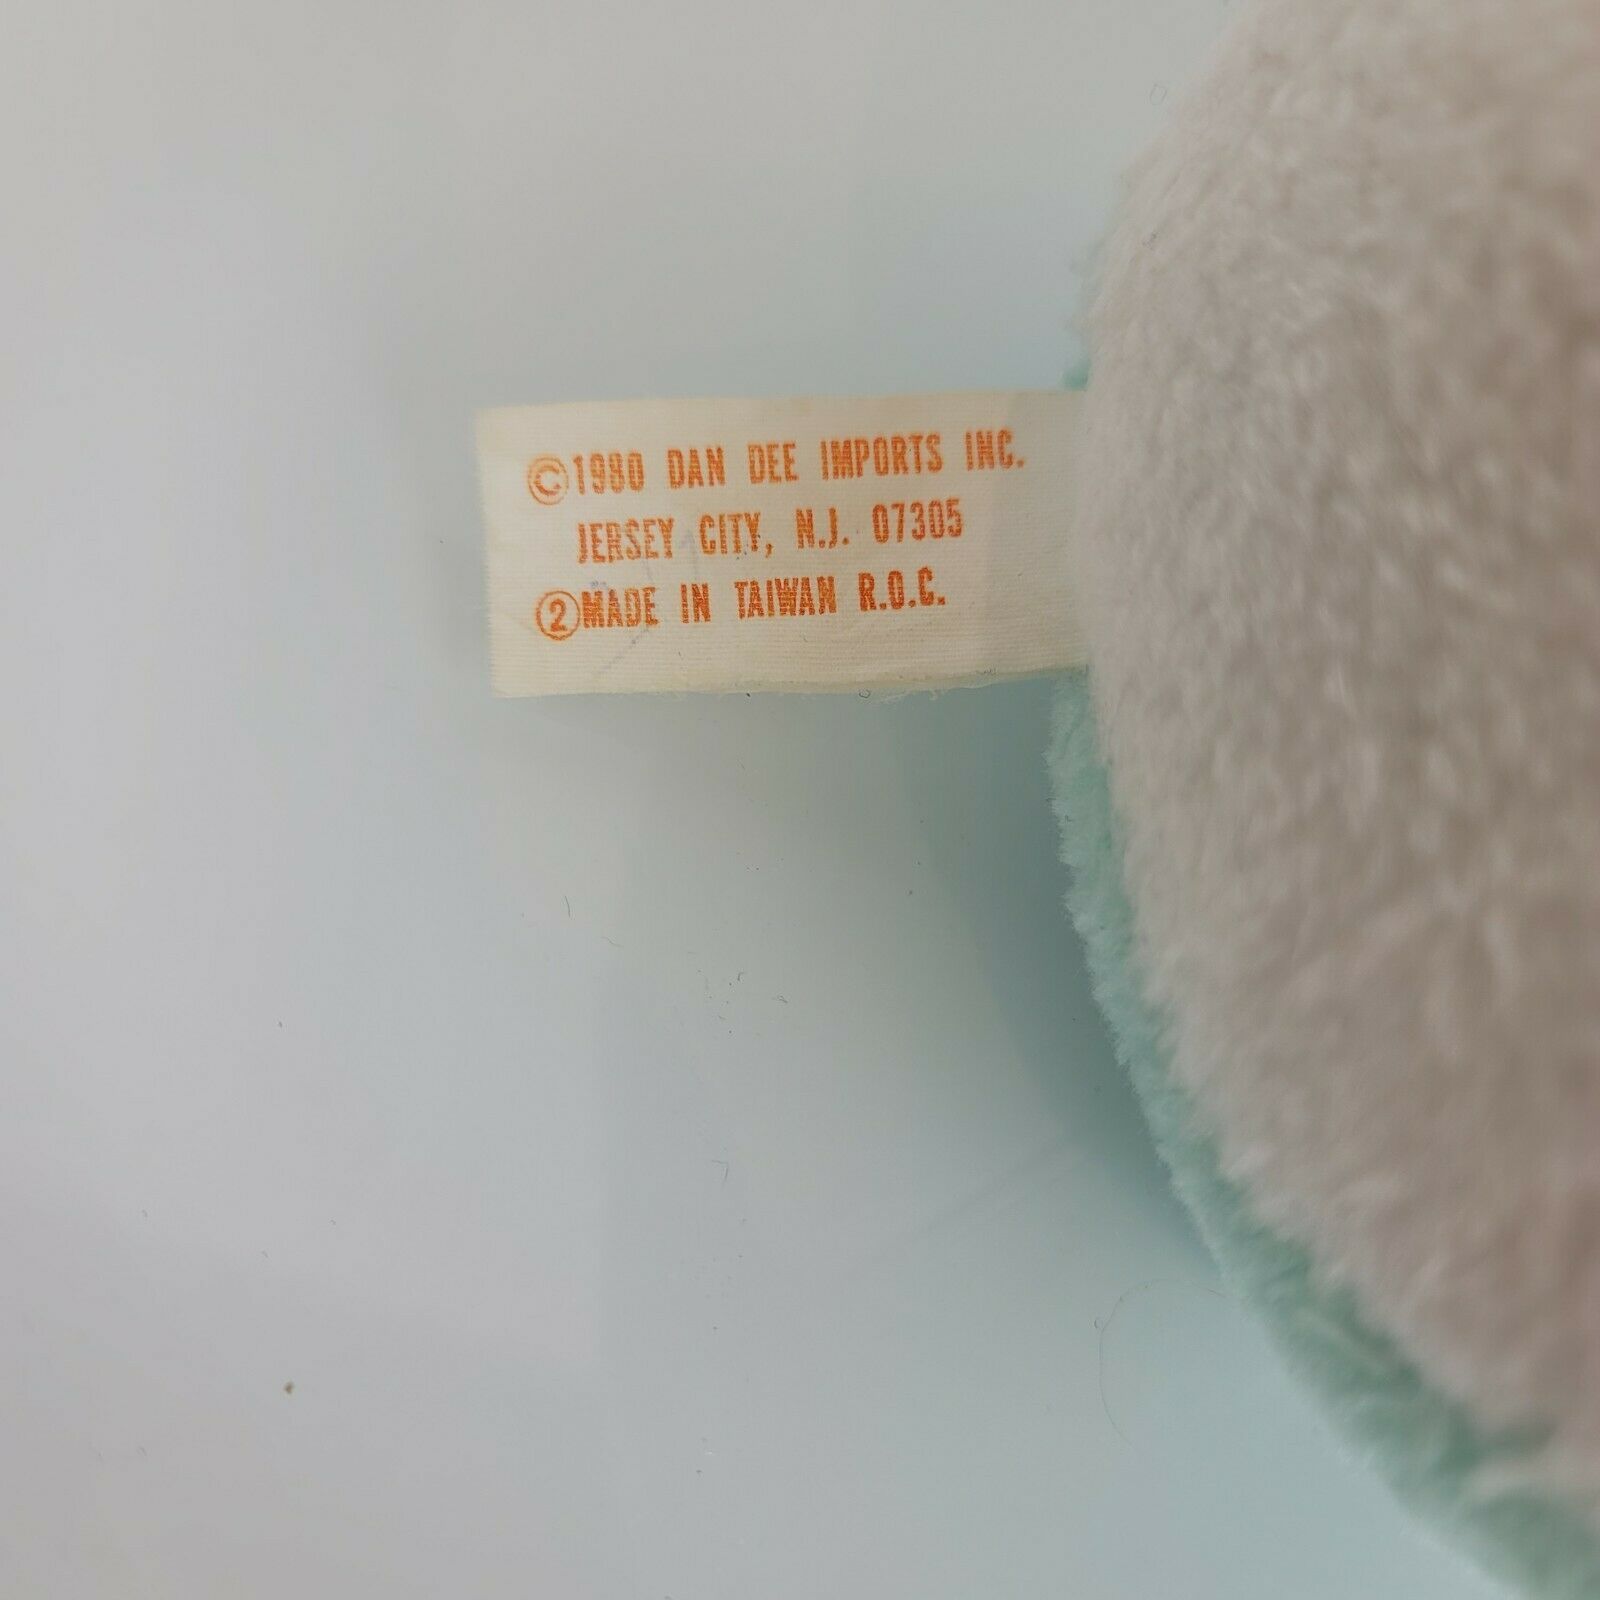 ©1980 DAN DEE IMPORTS INC.
JERSEY CITY, N.J. 07305
②MADE IN TAIWAN R.O.C.